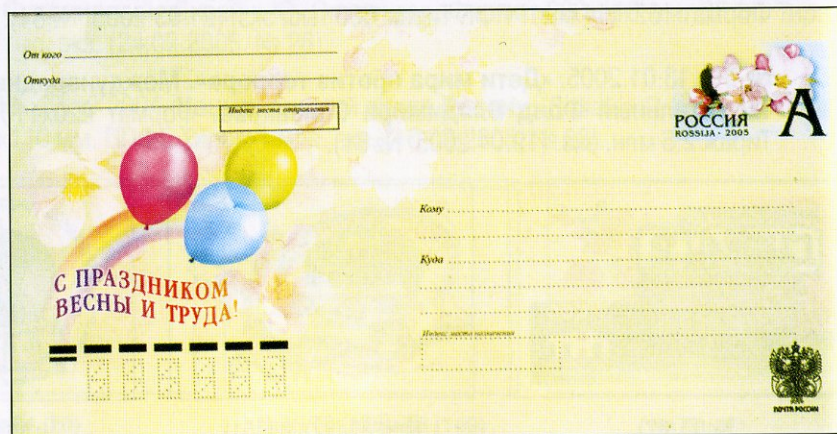 От кого
Откуда
Индекс места отправления
РОССИЯ
ROSSIJA · 2005
А
Кому
Куда
С ПРАЗДНИКОМ
ВЕСНЫ И ТРУДА!
Индекс места назначения
ПОЧТА РОССИИ